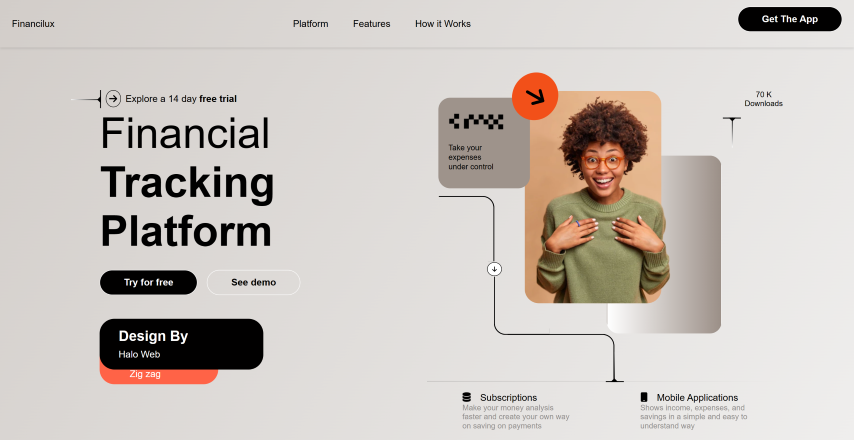 Financilux
Platform
Features
How it Works
Get The App
Explore a 14 day free trial
Financial
Tracking
Platform
Try for free
See demo
Design By
Halo Web
Zig zag
Take your
expenses
under control
70 K
Downloads
Subscriptions
Make your money analysis
faster and create your own way
on saving on payments
Mobile Applications
Shows income, expenses, and
savings in a simple and easy to
understand way